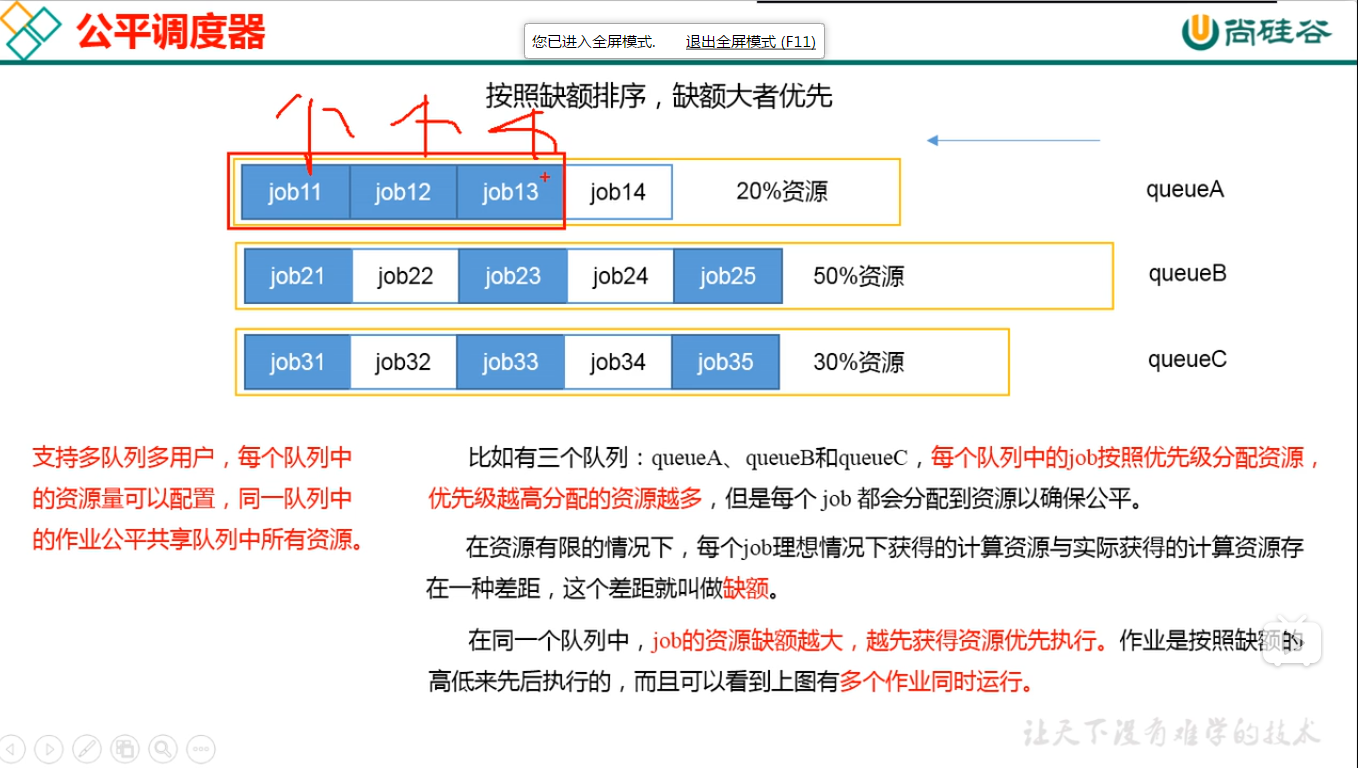 公平调度器
您已进入全屏模式. 退出全屏模式 (F11)
尚硅谷
按照缺额排序，缺额大者优先
job11 job12 job13 job14 20%资源 queueA
job21 job22 job23 job24 job25 50%资源 queueB
job31 job32 job33 job34 job35 30%资源 queueC
支持多队列多用户，每个队列中
的资源量可以配置，同一队列中
的作业公平共享队列中所有资源。
比如有三个队列：queueA、queueB和queueC，每个队列中的job按照优先级分配资源，
优先级越高分配的资源越多，但是每个 job 都会分配到资源以确保公平。
在资源有限的情况下，每个job理想情况下获得的计算资源与实际获得的计算资源存
在一种差距，这个差距就叫做缺额。
在同一个队列中，job的资源缺额越大，越先获得资源优先执行。作业是按照缺额的
高低来先后执行的，而且可以看到上图有多个作业同时运行。
让天下没有难学的技术